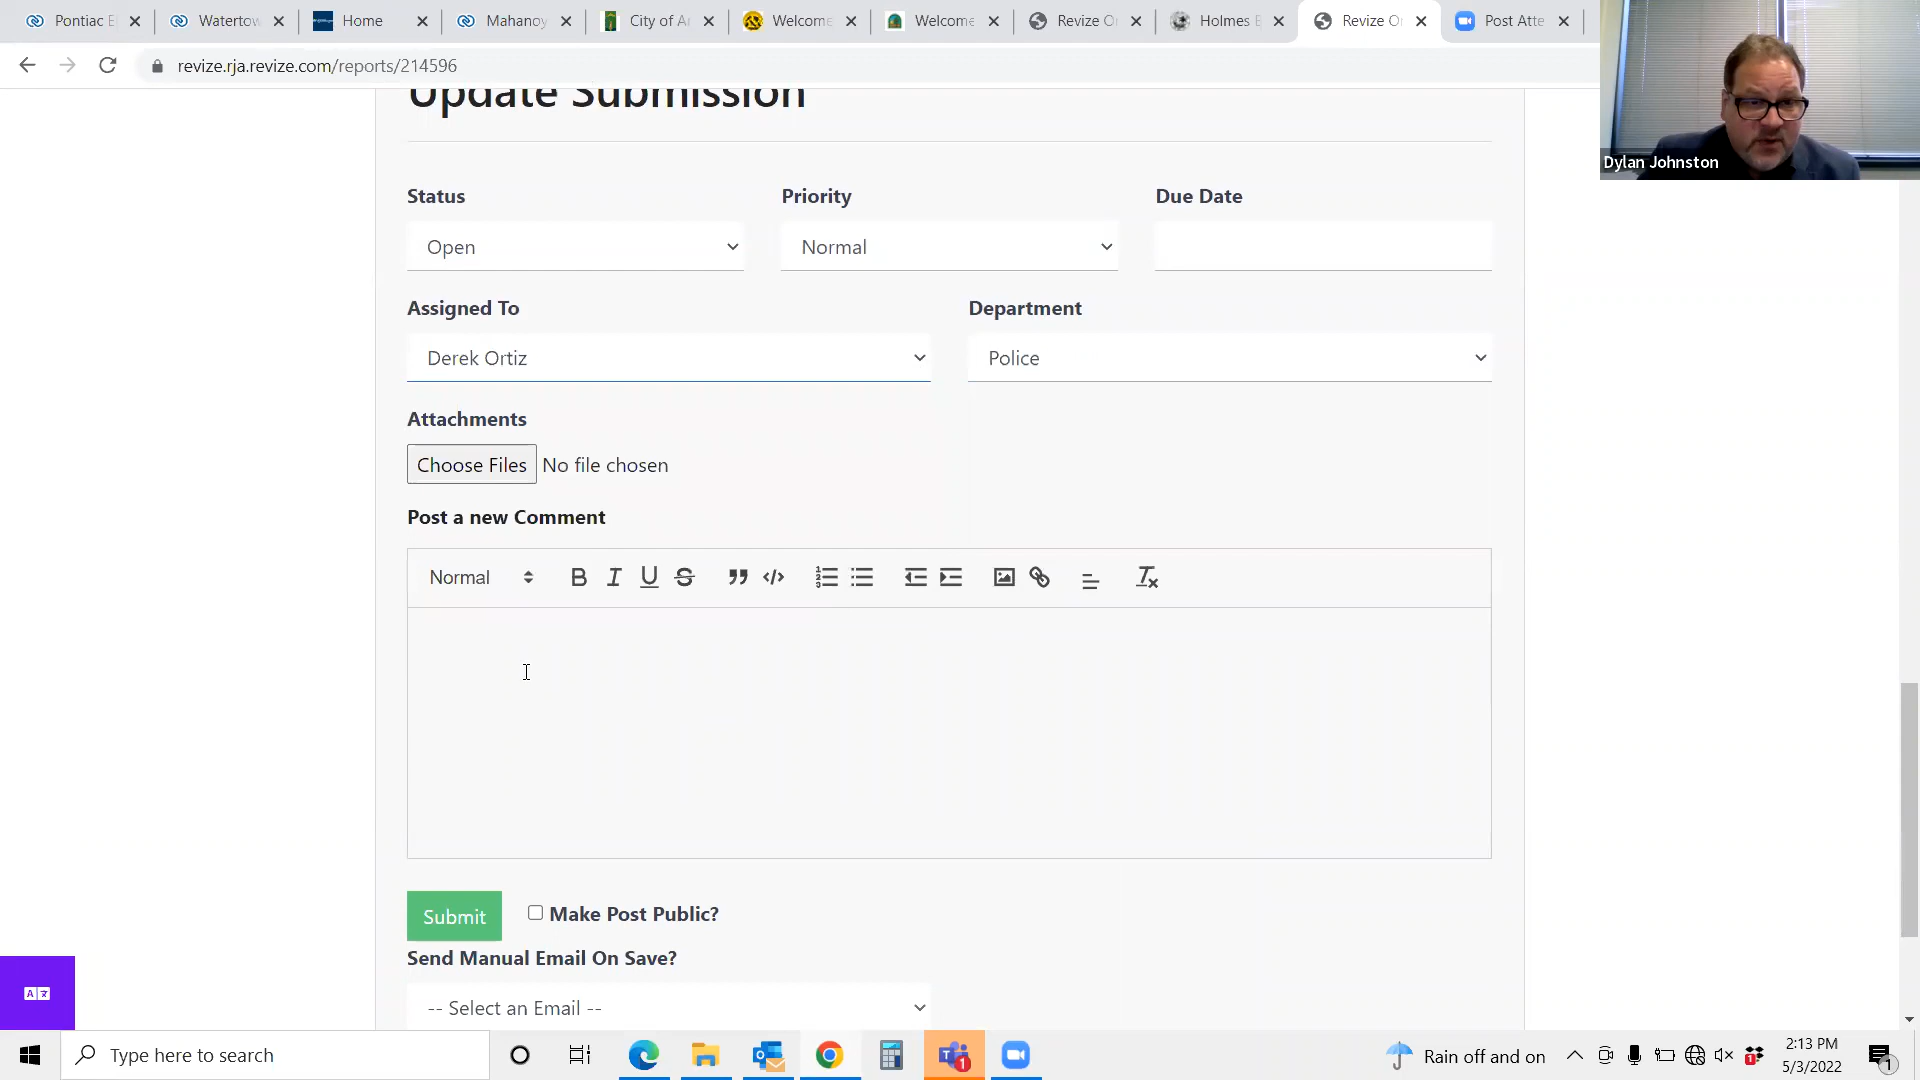 Pontiac E
Watertow
Home
Mahanoy
City of A
Welcome
Welcome
Revize O
Holmes B
Revize O
Post Atte
revize.rja.revize.com/reports/214596
Dylan Johnston
Update Submission
Status
Priority
Due Date
Open
Normal
Assigned To
Department
Derek Ortiz
Police
Attachments
Choose Files No file chosen
Post a new Comment
Normal
Submit
Make Post Public?
Send Manual Email On Save?
-- Select an Email --
Type here to search
Rain off and on
2:13 PM
5/3/2022